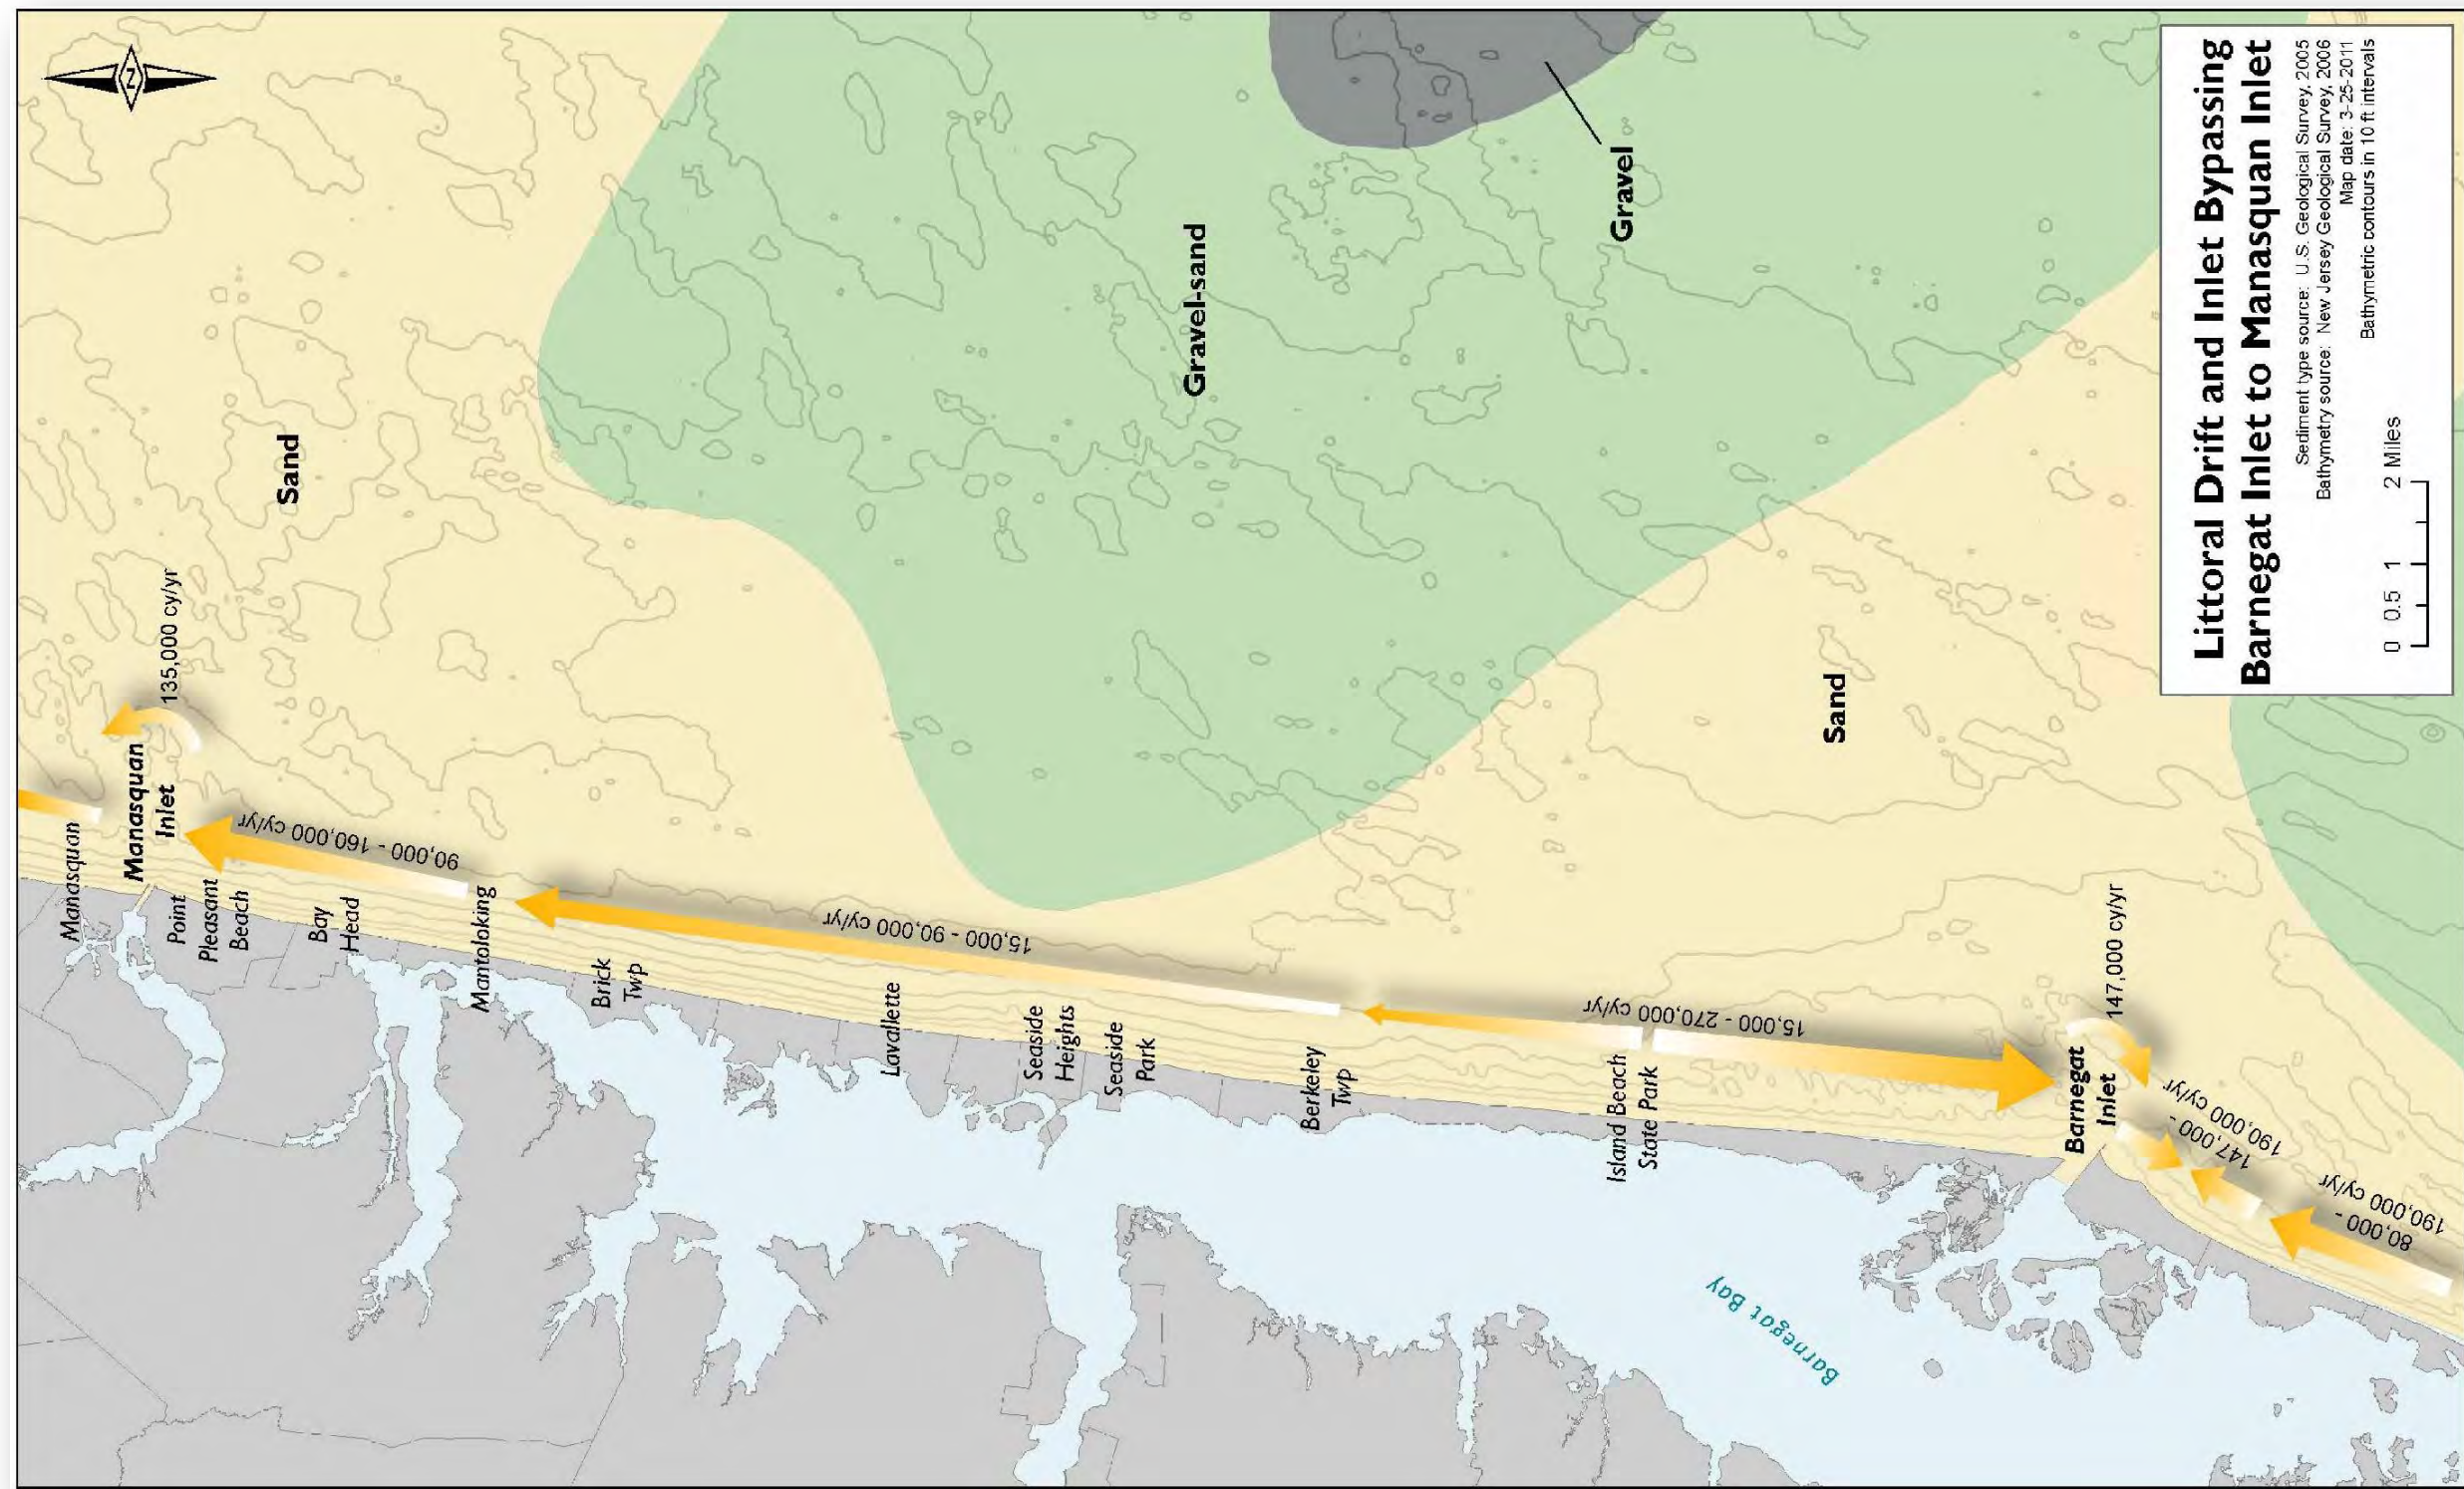 N
Manasquan
Manasquan
Inlet
135,000 cy/yr
Point
Pleasant
Beach
Bay
Head
90,000 - 160,000 cy/yr
Sand
Mantoloking
Brick
Twp
15,000 - 90,000 cy/yr
Lavallette
Seaside
Heights
Seaside
Park
Gravel-sand
Gravel
Berkeley
Twp
15,000 - 270,000 cy/yr
Island Beach
State Park
Sand
Barnegat Bay
Barnegat
Inlet
147,000 cy/yr
147,000 -
190,000 cy/yr
80,000 -
190,000 cy/yr
Littoral Drift and Inlet Bypassing
Barnegat Inlet to Manasquan Inlet
Sediment type source: U.S. Geological Survey, 2005
Bathymetry source: New Jersey Geological Survey, 2006
Map date: 3-25-2011
Bathymetric contours in 10 ft intervals
0 0.5 1 2 Miles